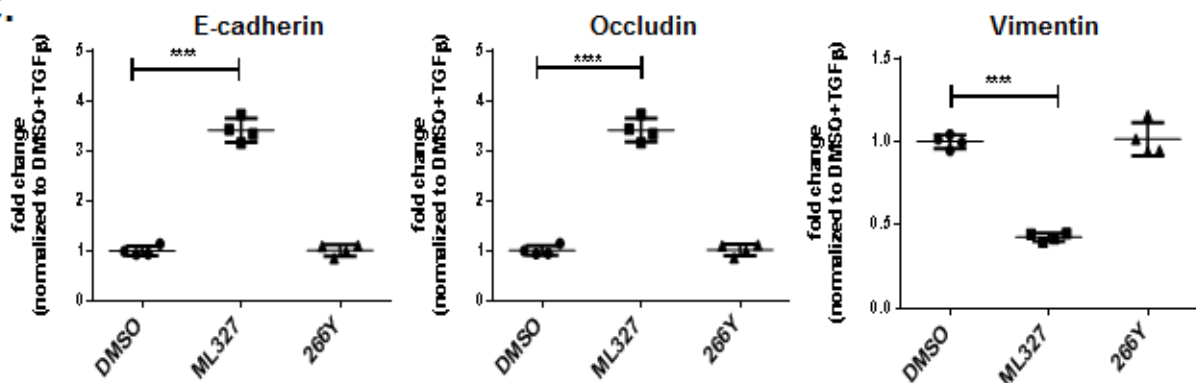 E-cadherin
fold change
(normalized to DMSO+TGFβ)
5
4
3
2
1
0
****
DMSO
ML327
266Y
Occludin
fold change
(normalized to DMSO+TGFβ)
5
4
3
2
1
0
****
DMSO
ML327
266Y
Vimentin
fold change
(normalized to DMSO+TGFβ)
1.5
1.0
0.5
0.0
****
DMSO
ML327
266Y